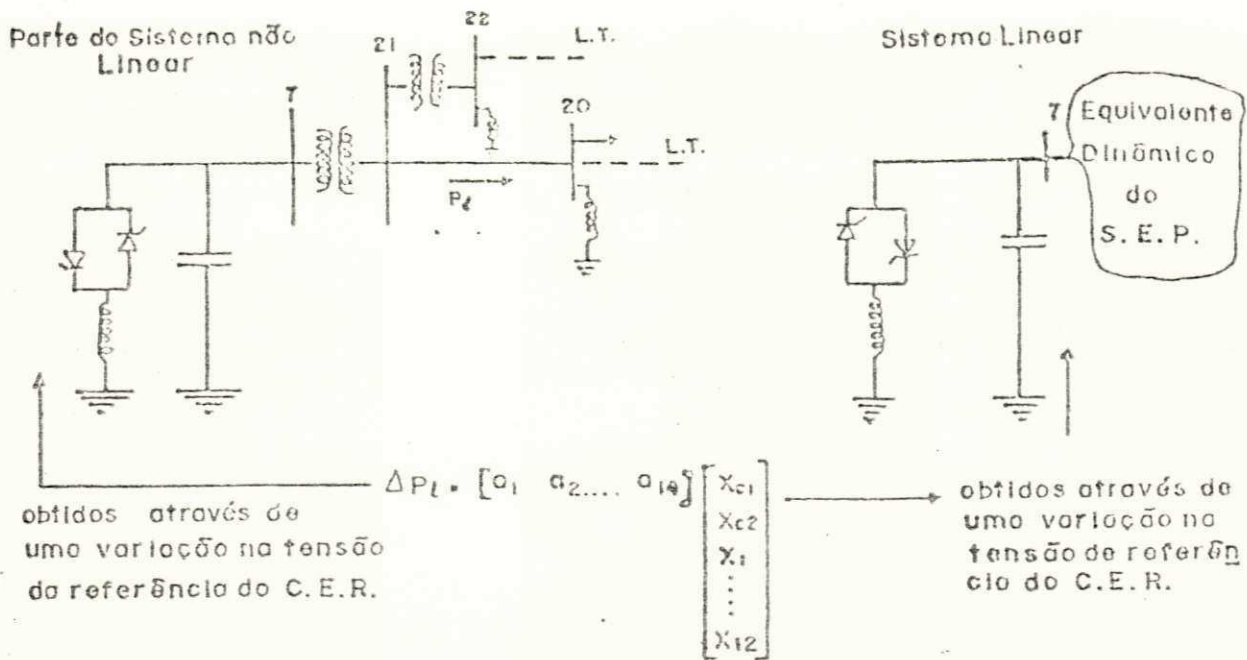 Parte do Sistema não
Linear
Sistema Linear
7
21
22
L.T.
20
L.T.
Pℓ
7
Equivalente
Dinâmico
do
S. E. P.
ΔPℓ = [a1 a2.... a14] [Xc1
Xc2
X1
⋮
X12]
obtidos através de
uma variação na tensão
da referência do C.E.R.
obtidos através de
uma variação na
tensão de referên
cia do C.E.R.